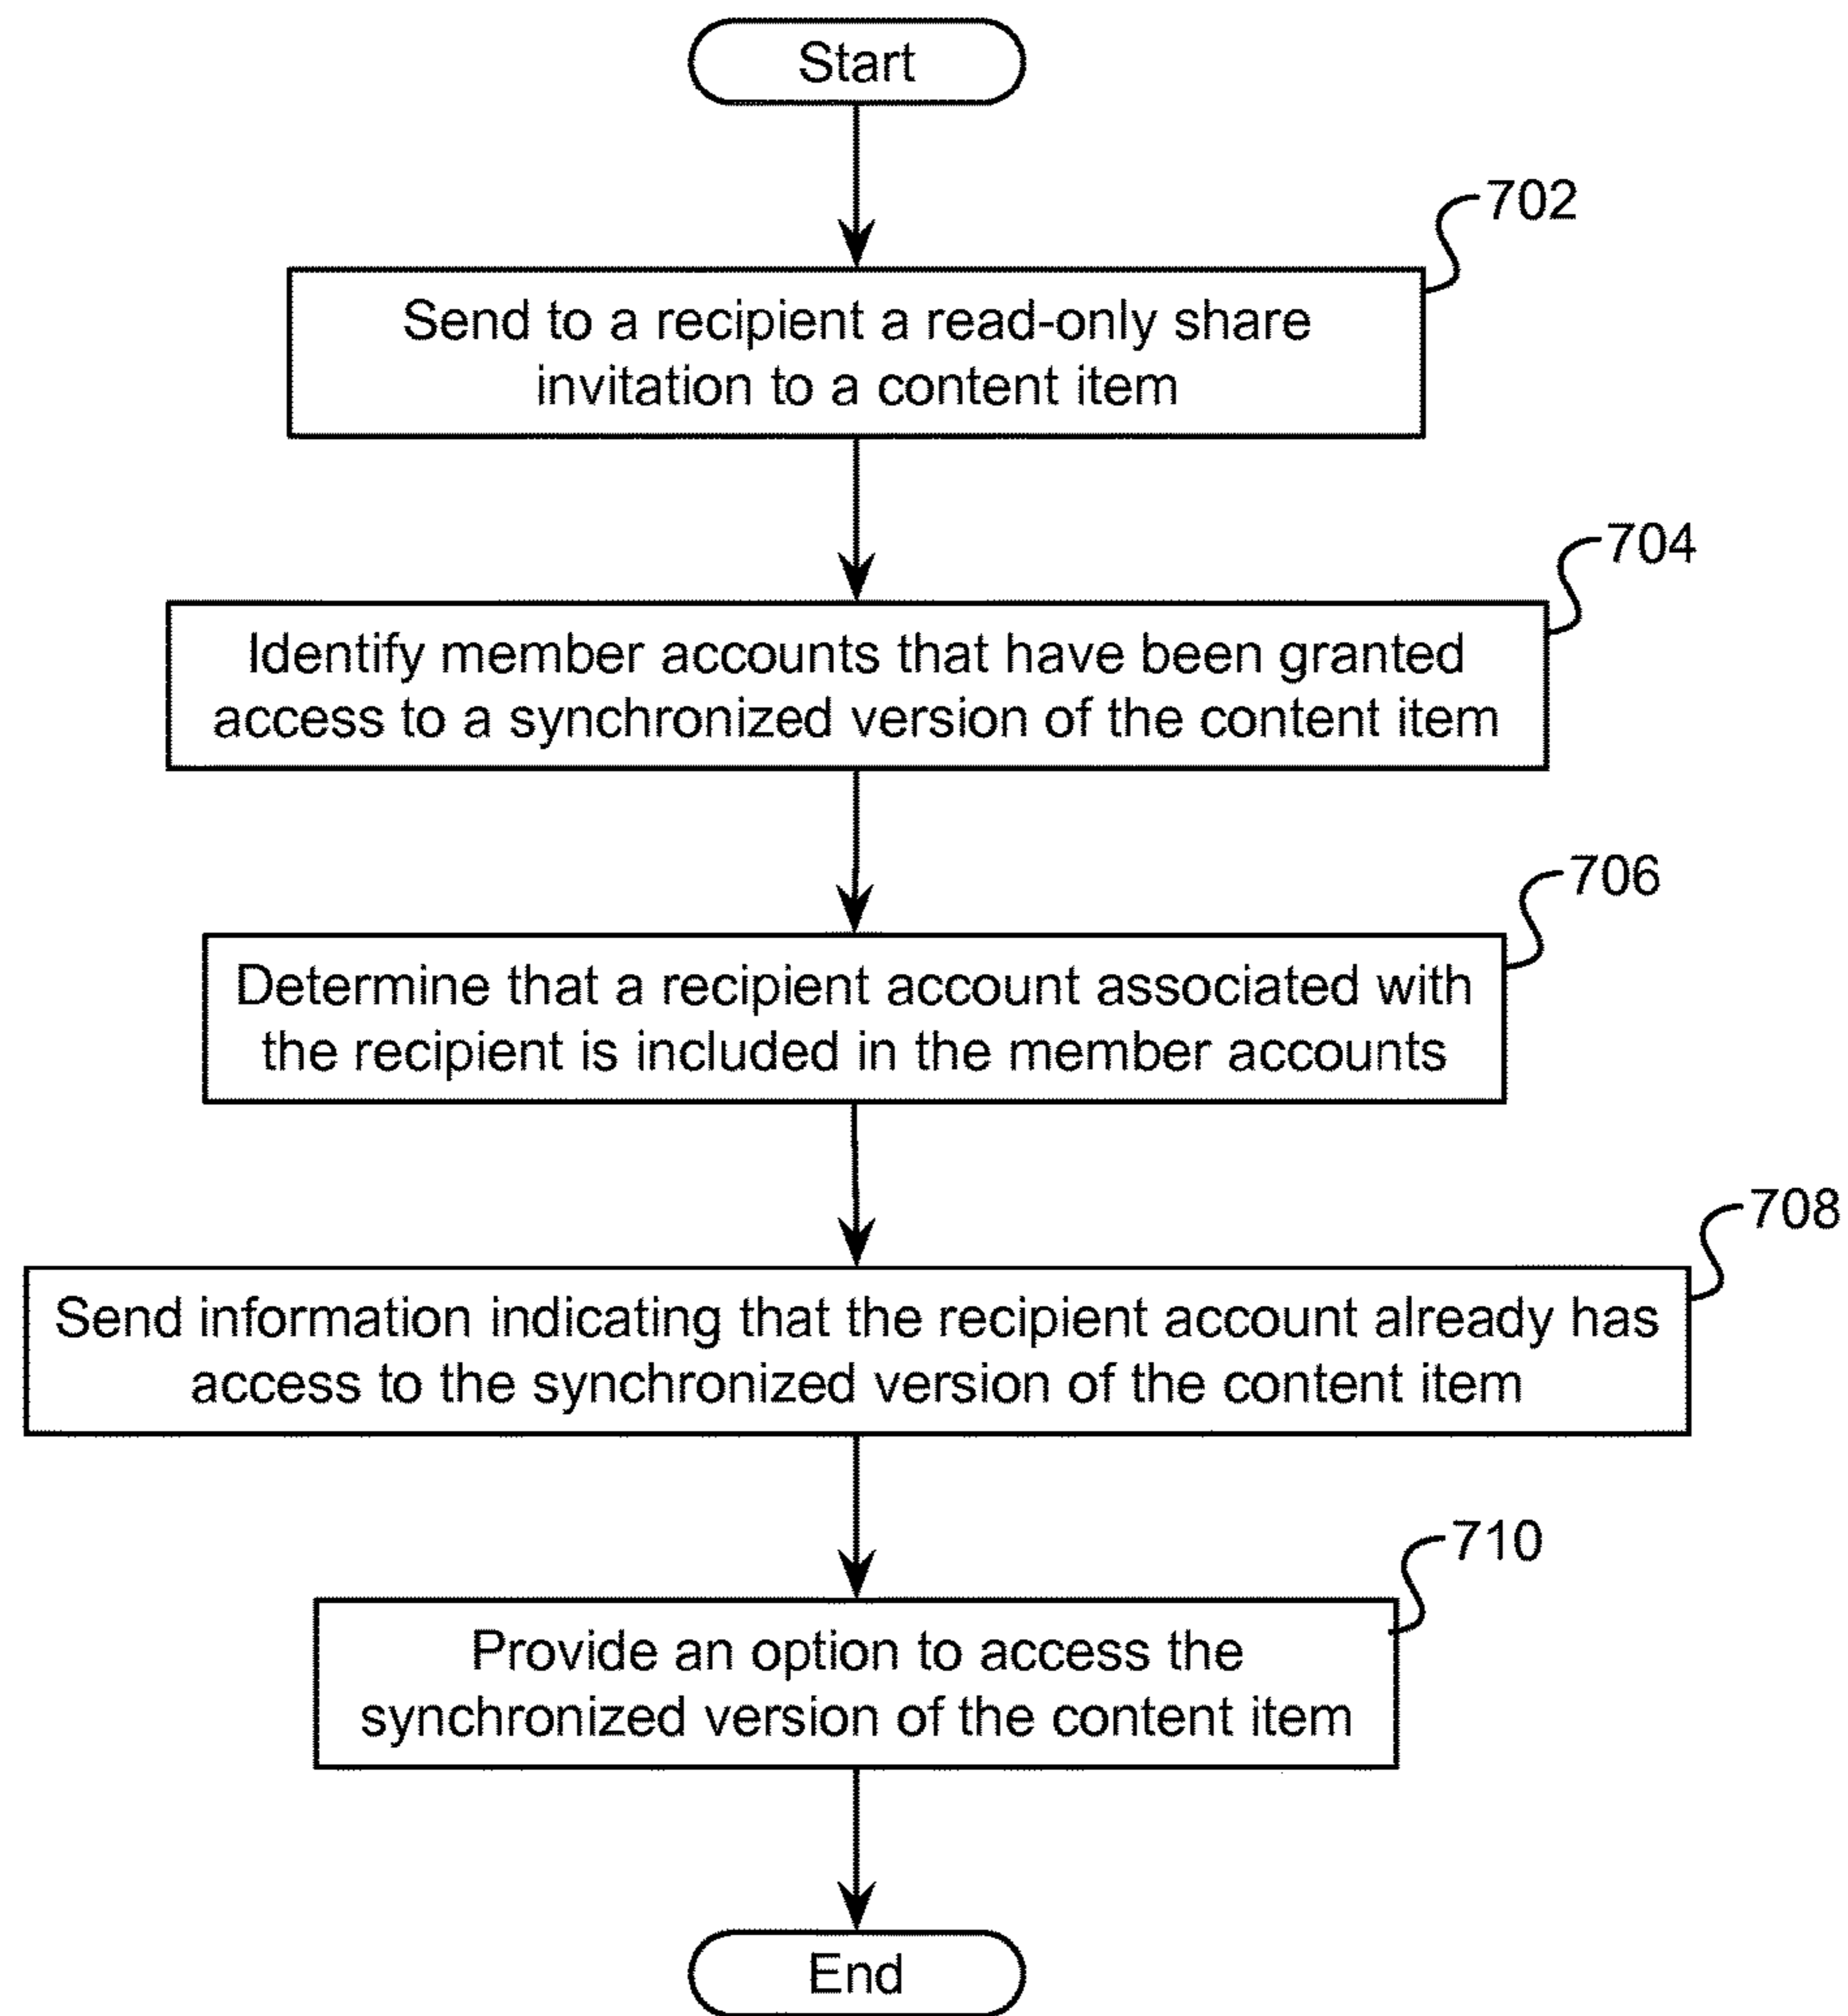 Start
702
Send to a recipient a read-only share
invitation to a content item
704
Identify member accounts that have been granted
access to a synchronized version of the content item
706
Determine that a recipient account associated with
the recipient is included in the member accounts
708
Send information indicating that the recipient account already has
access to the synchronized version of the content item
710
Provide an option to access the
synchronized version of the content item
End